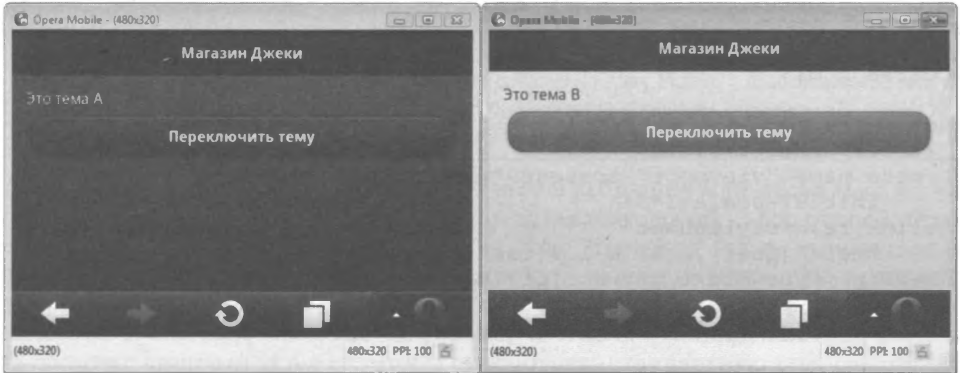 Opera Mobile - (480x320)
Магазин Джеки
Это тема A
Переключить тему
(480x320)
480x320 PPI: 100
Opera Mobile - (480x320)
Магазин Джеки
Это тема B
Переключить тему
(480x320)
480x320 PPI: 100